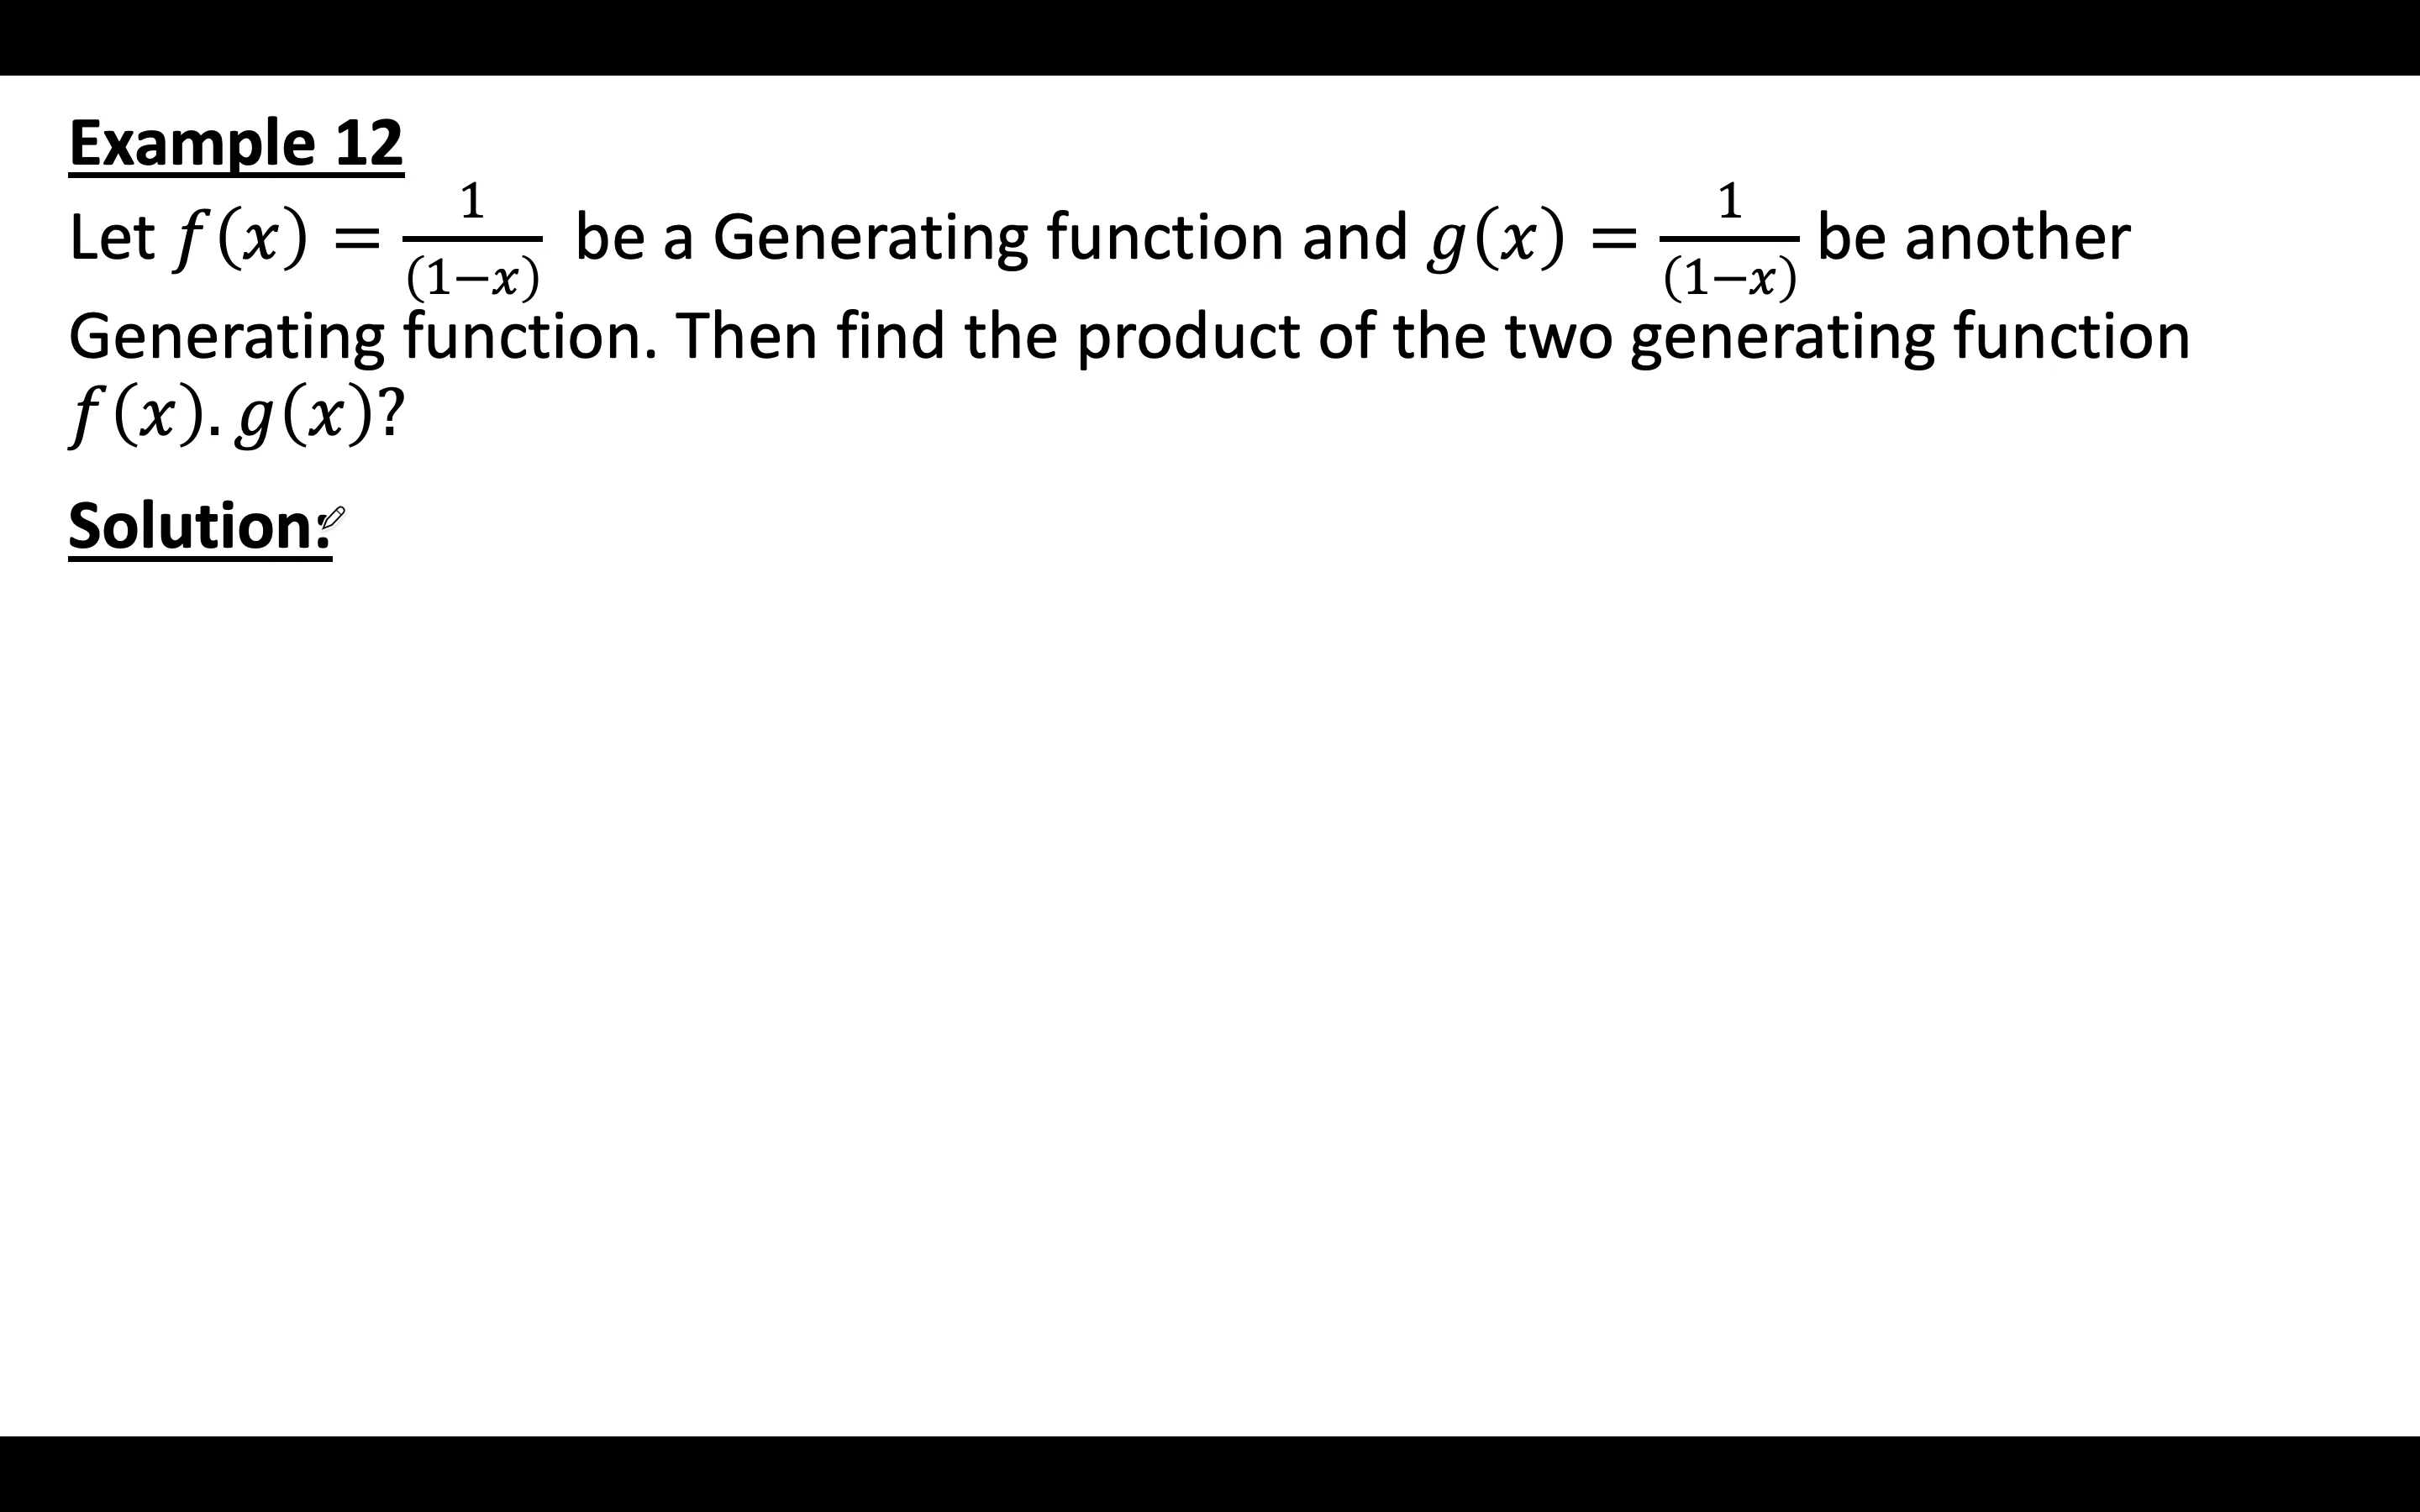 Example 12
Let f(x) = 1/(1−x) be a Generating function and g(x) = 1/(1−x) be another
Generating function. Then find the product of the two generating function
f(x). g(x)?
Solution: